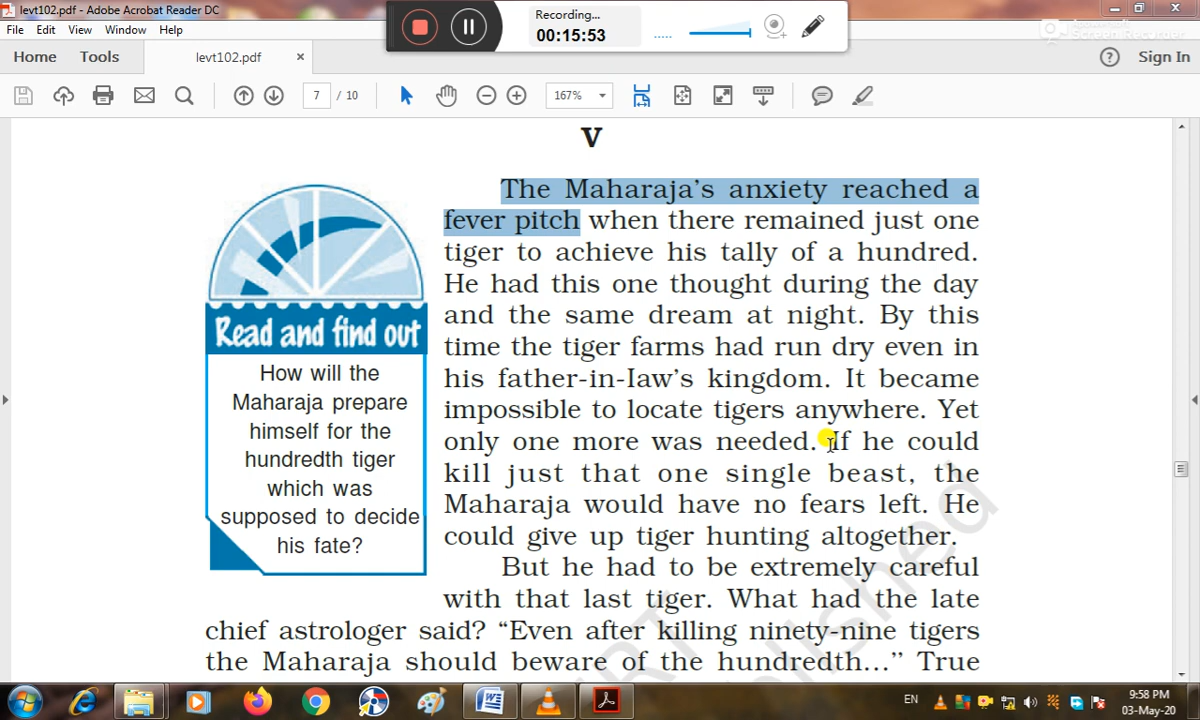 levt102.pdf - Adobe Acrobat Reader DC
File Edit View Window Help
Recording...
00:15:53
Home Tools levt102.pdf × Sign In
7 / 10 167%
V
The Maharaja's anxiety reached a
fever pitch when there remained just one
tiger to achieve his tally of a hundred.
He had this one thought during the day
and the same dream at night. By this
time the tiger farms had run dry even in
his father-in-law's kingdom. It became
impossible to locate tigers anywhere. Yet
only one more was needed. If he could
kill just that one single beast, the
Maharaja would have no fears left. He
could give up tiger hunting altogether.
Read and find out
How will the
Maharaja prepare
himself for the
hundredth tiger
which was
supposed to decide
his fate?
But he had to be extremely careful
with that last tiger. What had the late
chief astrologer said? “Even after killing ninety-nine tigers
the Maharaja should beware of the hundredth...’’ True
EN
9:58 PM
03-May-20